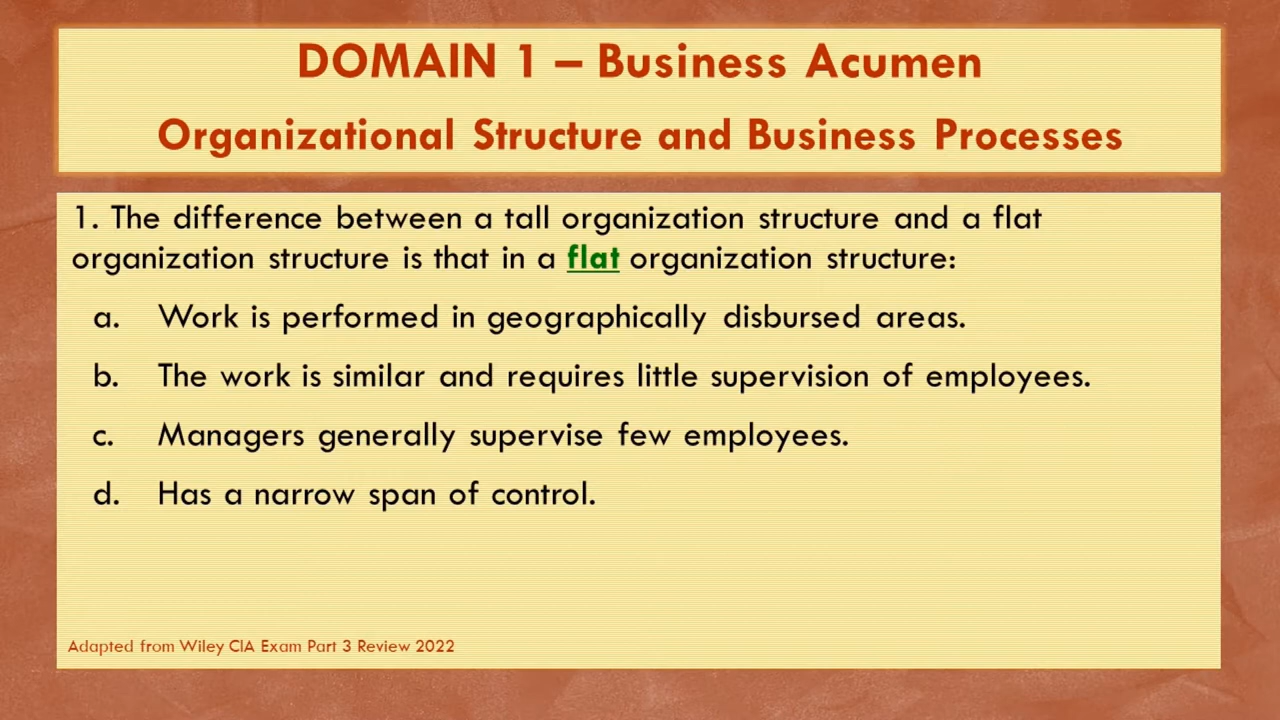 DOMAIN 1 – Business Acumen
Organizational Structure and Business Processes
1. The difference between a tall organization structure and a flat
organization structure is that in a flat organization structure:
a. Work is performed in geographically disbursed areas.
b. The work is similar and requires little supervision of employees.
c. Managers generally supervise few employees.
d. Has a narrow span of control.
Adapted from Wiley CIA Exam Part 3 Review 2022